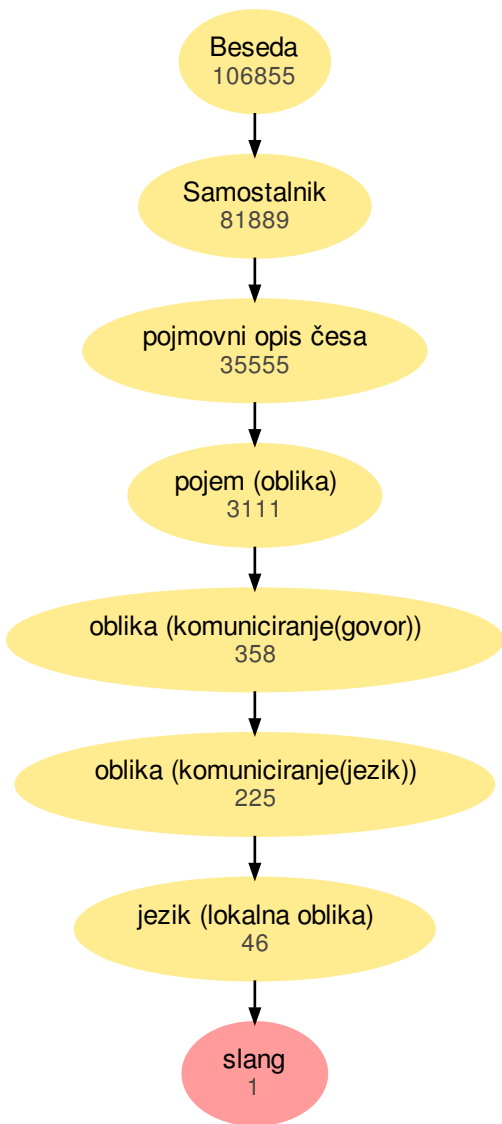 Beseda
106855
Samostalnik
81889
pojmovni opis česa
35555
pojem (oblika)
3111
oblika (komuniciranje(govor))
358
oblika (komuniciranje(jezik))
225
jezik (lokalna oblika)
46
slang
1